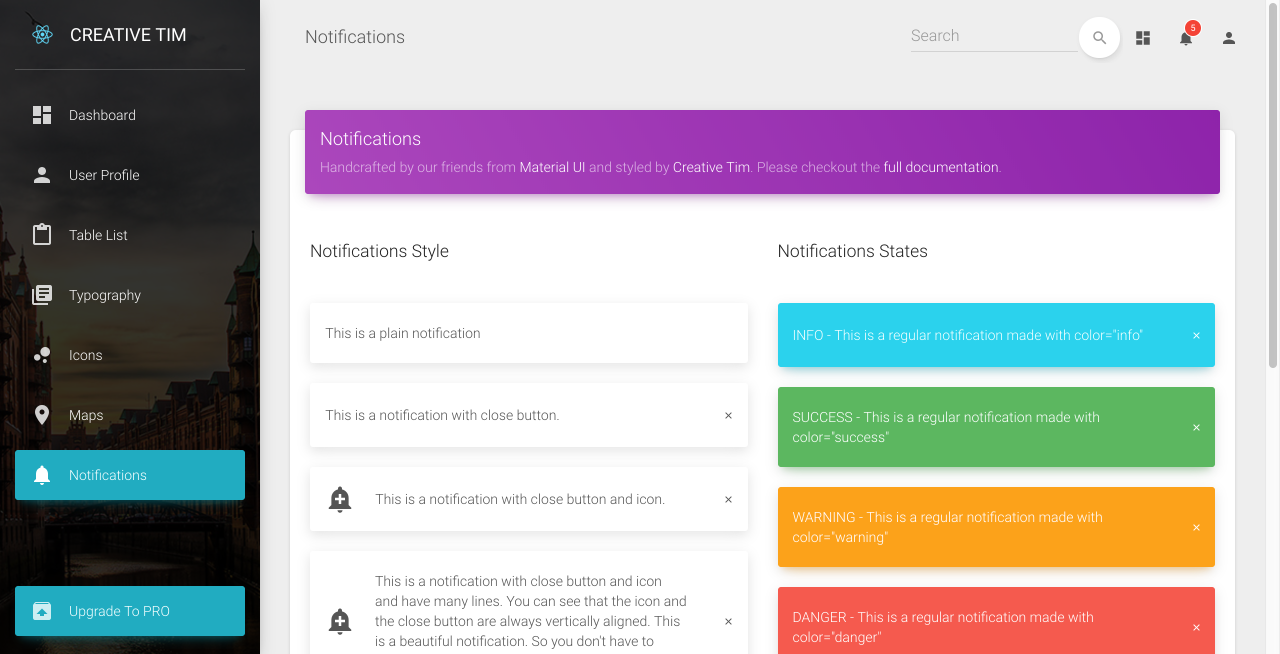 CREATIVE TIM
Dashboard
User Profile
Table List
Typography
Icons
Maps
Notifications
Upgrade To PRO
Notifications
Search
5
Notifications
Handcrafted by our friends from Material UI and styled by Creative Tim. Please checkout the full documentation.
Notifications Style
This is a plain notification
This is a notification with close button.
×
This is a notification with close button and icon.
×
This is a notification with close button and icon
and have many lines. You can see that the icon and
the close button are always vertically aligned. This
is a beautiful notification. So you don't have to
×
Notifications States
INFO - This is a regular notification made with color="info"
×
SUCCESS - This is a regular notification made with
color="success"
×
WARNING - This is a regular notification made with
color="warning"
×
DANGER - This is a regular notification made with
color="danger"
×